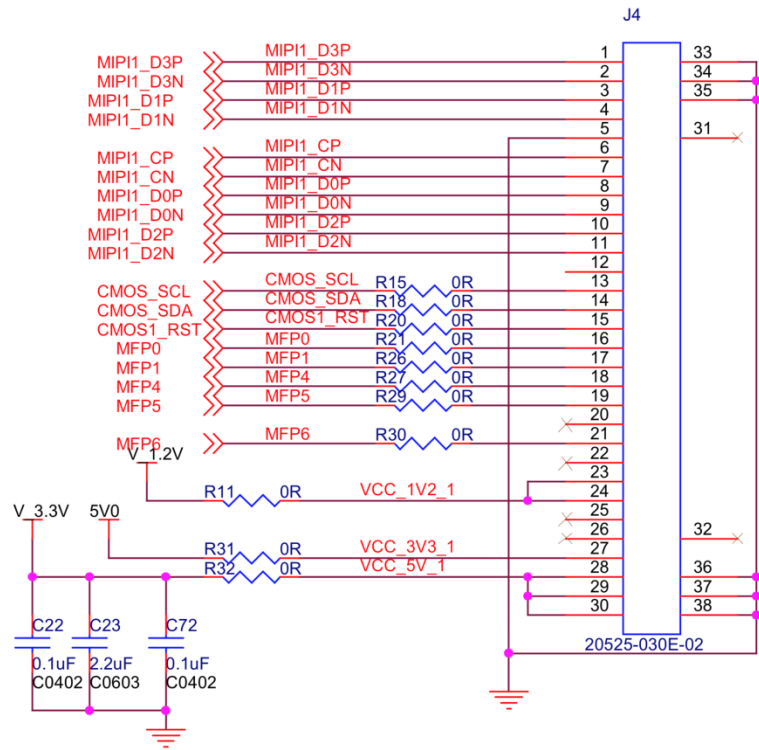 J4
MIPI1_D3P MIPI1_D3P 1 33
MIPI1_D3N MIPI1_D3N 2 34
MIPI1_D1P MIPI1_D1P 3 35
MIPI1_D1N MIPI1_D1N 4
5 31
MIPI1_CP MIPI1_CP 6
MIPI1_CN MIPI1_CN 7
MIPI1_D0P MIPI1_D0P 8
MIPI1_D0N MIPI1_D0N 9
MIPI1_D2P MIPI1_D2P 10
MIPI1_D2N MIPI1_D2N 11
12
CMOS_SCL CMOS_SCL R15 0R 13
CMOS_SDA CMOS_SDA R18 0R 14
CMOS1_RST CMOS1_RST R20 0R 15
MFP0 MFP0 R21 0R 16
MFP1 MFP1 R26 0R 17
MFP4 MFP4 R27 0R 18
MFP5 MFP5 R29 0R 19
20
MFP6 MFP6 R30 0R 21
V_1.2V 22
23
R11 0R VCC_1V2_1 24
V_3.3V 5V0 25
26 32
R31 0R VCC_3V3_1 27
R32 0R VCC_5V_1 28 36
29 37
30 38
C22 C23 C72
20525-030E-02
0.1uF 2.2uF 0.1uF
C0402 C0603 C0402